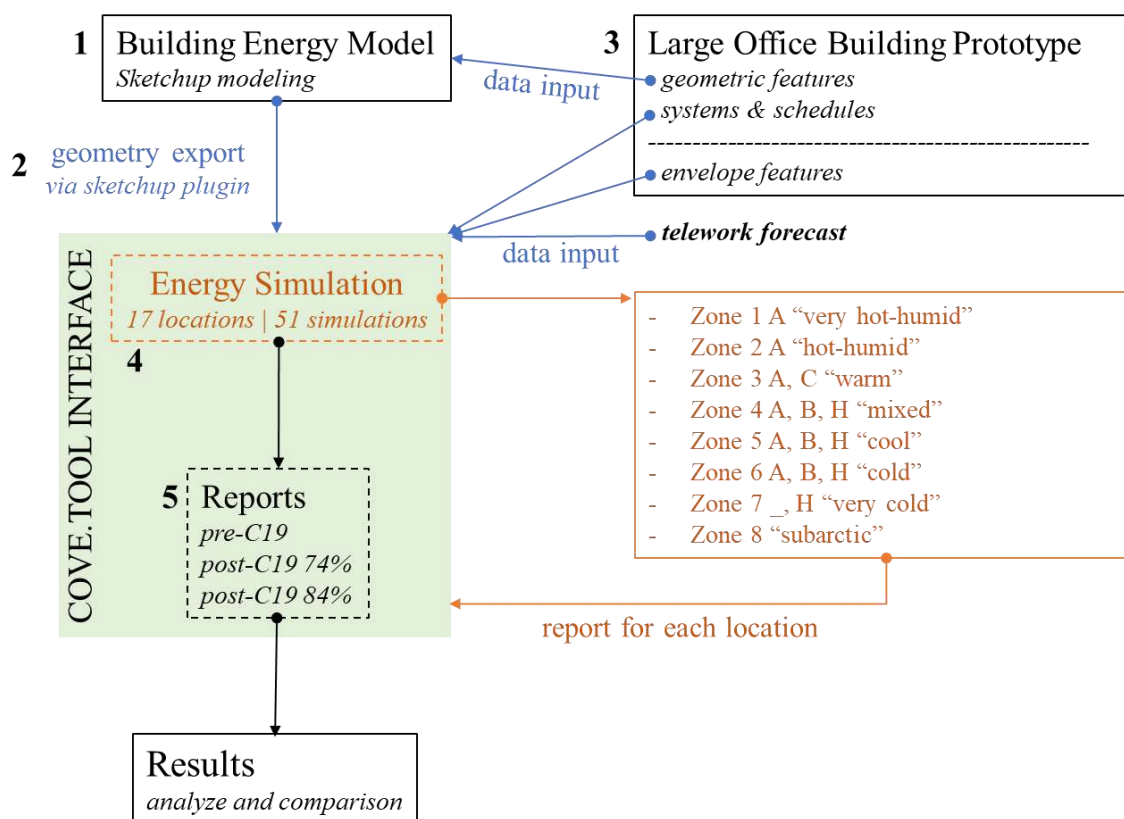 1
Building Energy Model
Sketchup modeling
3
Large Office Building Prototype
geometric features
systems & schedules
envelope features
data input
2
geometry export
via sketchup plugin
telework forecast
data input
COVE.TOOL INTERFACE
Energy Simulation
17 locations | 51 simulations
4
- Zone 1 A “very hot-humid”
- Zone 2 A “hot-humid”
- Zone 3 A, C “warm”
- Zone 4 A, B, H “mixed”
- Zone 5 A, B, H “cool”
- Zone 6 A, B, H “cold”
- Zone 7 _, H “very cold”
- Zone 8 “subarctic”
5
Reports
pre-C19
post-C19 74%
post-C19 84%
report for each location
Results
analyze and comparison